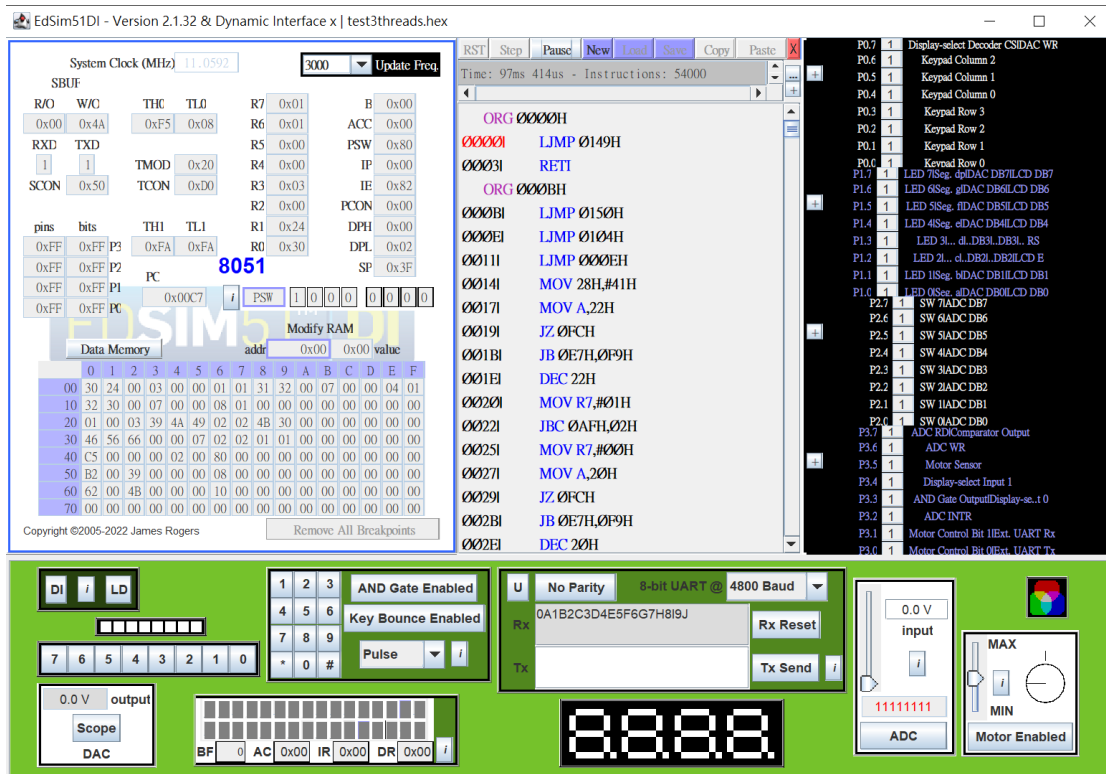 EdSim51DI - Version 2.1.32 & Dynamic Interface x | test3threads.hex
System Clock (MHz) 11.0592 3000 Update Freq.
SBUF
R/O W/O TH0 TL0 R7 0x01 B 0x00
0x00 0x4A 0xF5 0x08 R6 0x01 ACC 0x00
RXD TXD R5 0x00 PSW 0x80
1 1 TMOD 0x20 R4 0x00 IP 0x00
SCON 0x50 TCON 0xD0 R3 0x03 IE 0x82
R2 0x00 PCON 0x00
pins bits TH1 TL1 R1 0x24 DPH 0x00
0xFF 0xFF P3 0xFA 0xFA R0 0x30 DPL 0x02
0xFF 0xFF P2 8051 SP 0x3F
0xFF 0xFF P1 PC
0xFF 0xFF P0 0x00C7 i PSW 1 0 0 0 0 0 0 0
EDSIM51 DI
Modify RAM
Data Memory addr 0x00 0x00 value
0 1 2 3 4 5 6 7 8 9 A B C D E F
00 30 24 00 03 00 00 01 01 31 32 00 07 00 00 04 01
10 32 30 00 07 00 00 08 01 00 00 00 00 00 00 00 00
20 01 00 03 39 4A 49 02 02 4B 30 00 00 00 00 00 00
30 46 56 66 00 00 07 02 02 01 01 00 00 00 00 00 00
40 C5 00 00 00 02 00 80 00 00 00 00 00 00 00 00 00
50 B2 00 39 00 00 00 08 00 00 00 00 00 00 00 00 00
60 62 00 4B 00 00 00 10 00 00 00 00 00 00 00 00 00
70 00 00 00 00 00 00 00 00 00 00 00 00 00 00 00 00
Copyright ©2005-2022 James Rogers Remove All Breakpoints
RST Step Pause New Load Save Copy Paste X
Time: 97ms 414us - Instructions: 54000 ...
+
ORG 0000H
0000| LJMP 0149H
0003| RETI
ORG 000BH
000B| LJMP 0150H
000E| LJMP 0104H
0011| LJMP 000EH
0014| MOV 28H,#41H
0017| MOV A,22H
0019| JZ 0FCH
001B| JB 0E7H,0F9H
001E| DEC 22H
0020| MOV R7,#01H
0022| JBC 0AFH,02H
0025| MOV R7,#00H
0027| MOV A,20H
0029| JZ 0FCH
002B| JB 0E7H,0F9H
002E| DEC 20H
P0.7 1 Display-select Decoder CS|DAC WR
P0.6 1 Keypad Column 2
+ P0.5 1 Keypad Column 1
P0.4 1 Keypad Column 0
P0.3 1 Keypad Row 3
P0.2 1 Keypad Row 2
P0.1 1 Keypad Row 1
P0.0 1 Keypad Row 0
P1.7 1 LED 7|Seg. dp|DAC DB7|LCD DB7
P1.6 1 LED 6|Seg. g|DAC DB6|LCD DB6
+ P1.5 1 LED 5|Seg. f|DAC DB5|LCD DB5
P1.4 1 LED 4|Seg. e|DAC DB4|LCD DB4
P1.3 1 LED 3|... d|..DB3|..DB3|.. RS
P1.2 1 LED 2|... c|..DB2|..DB2|LCD E
P1.1 1 LED 1|Seg. b|DAC DB1|LCD DB1
P1.0 1 LED 0|Seg. a|DAC DB0|LCD DB0
P2.7 1 SW 7|ADC DB7
P2.6 1 SW 6|ADC DB6
+ P2.5 1 SW 5|ADC DB5
P2.4 1 SW 4|ADC DB4
P2.3 1 SW 3|ADC DB3
P2.2 1 SW 2|ADC DB2
P2.1 1 SW 1|ADC DB1
P2.0 1 SW 0|ADC DB0
P3.7 1 ADC RD|Comparator Output
P3.6 1 ADC WR
+ P3.5 1 Motor Sensor
P3.4 1 Display-select Input 1
P3.3 1 AND Gate Output|Display-se..t 0
P3.2 1 ADC INTR
P3.1 1 Motor Control Bit 1|Ext. UART Rx
P3.0 1 Motor Control Bit 0|Ext. UART Tx
DI i LD
7 6 5 4 3 2 1 0
0.0 V output
Scope
DAC
1 2 3
4 5 6
7 8 9
* 0 #
AND Gate Enabled
Key Bounce Enabled
Pulse i
BF 0 AC 0x00 IR 0x00 DR 0x00 i
U No Parity 8-bit UART @ 4800 Baud
Rx 0A1B2C3D4E5F6G7H8I9J Rx Reset
Tx Tx Send i
8.8.8.8.
0.0 V
input
i
11111111
ADC
MAX
i
MIN
Motor Enabled